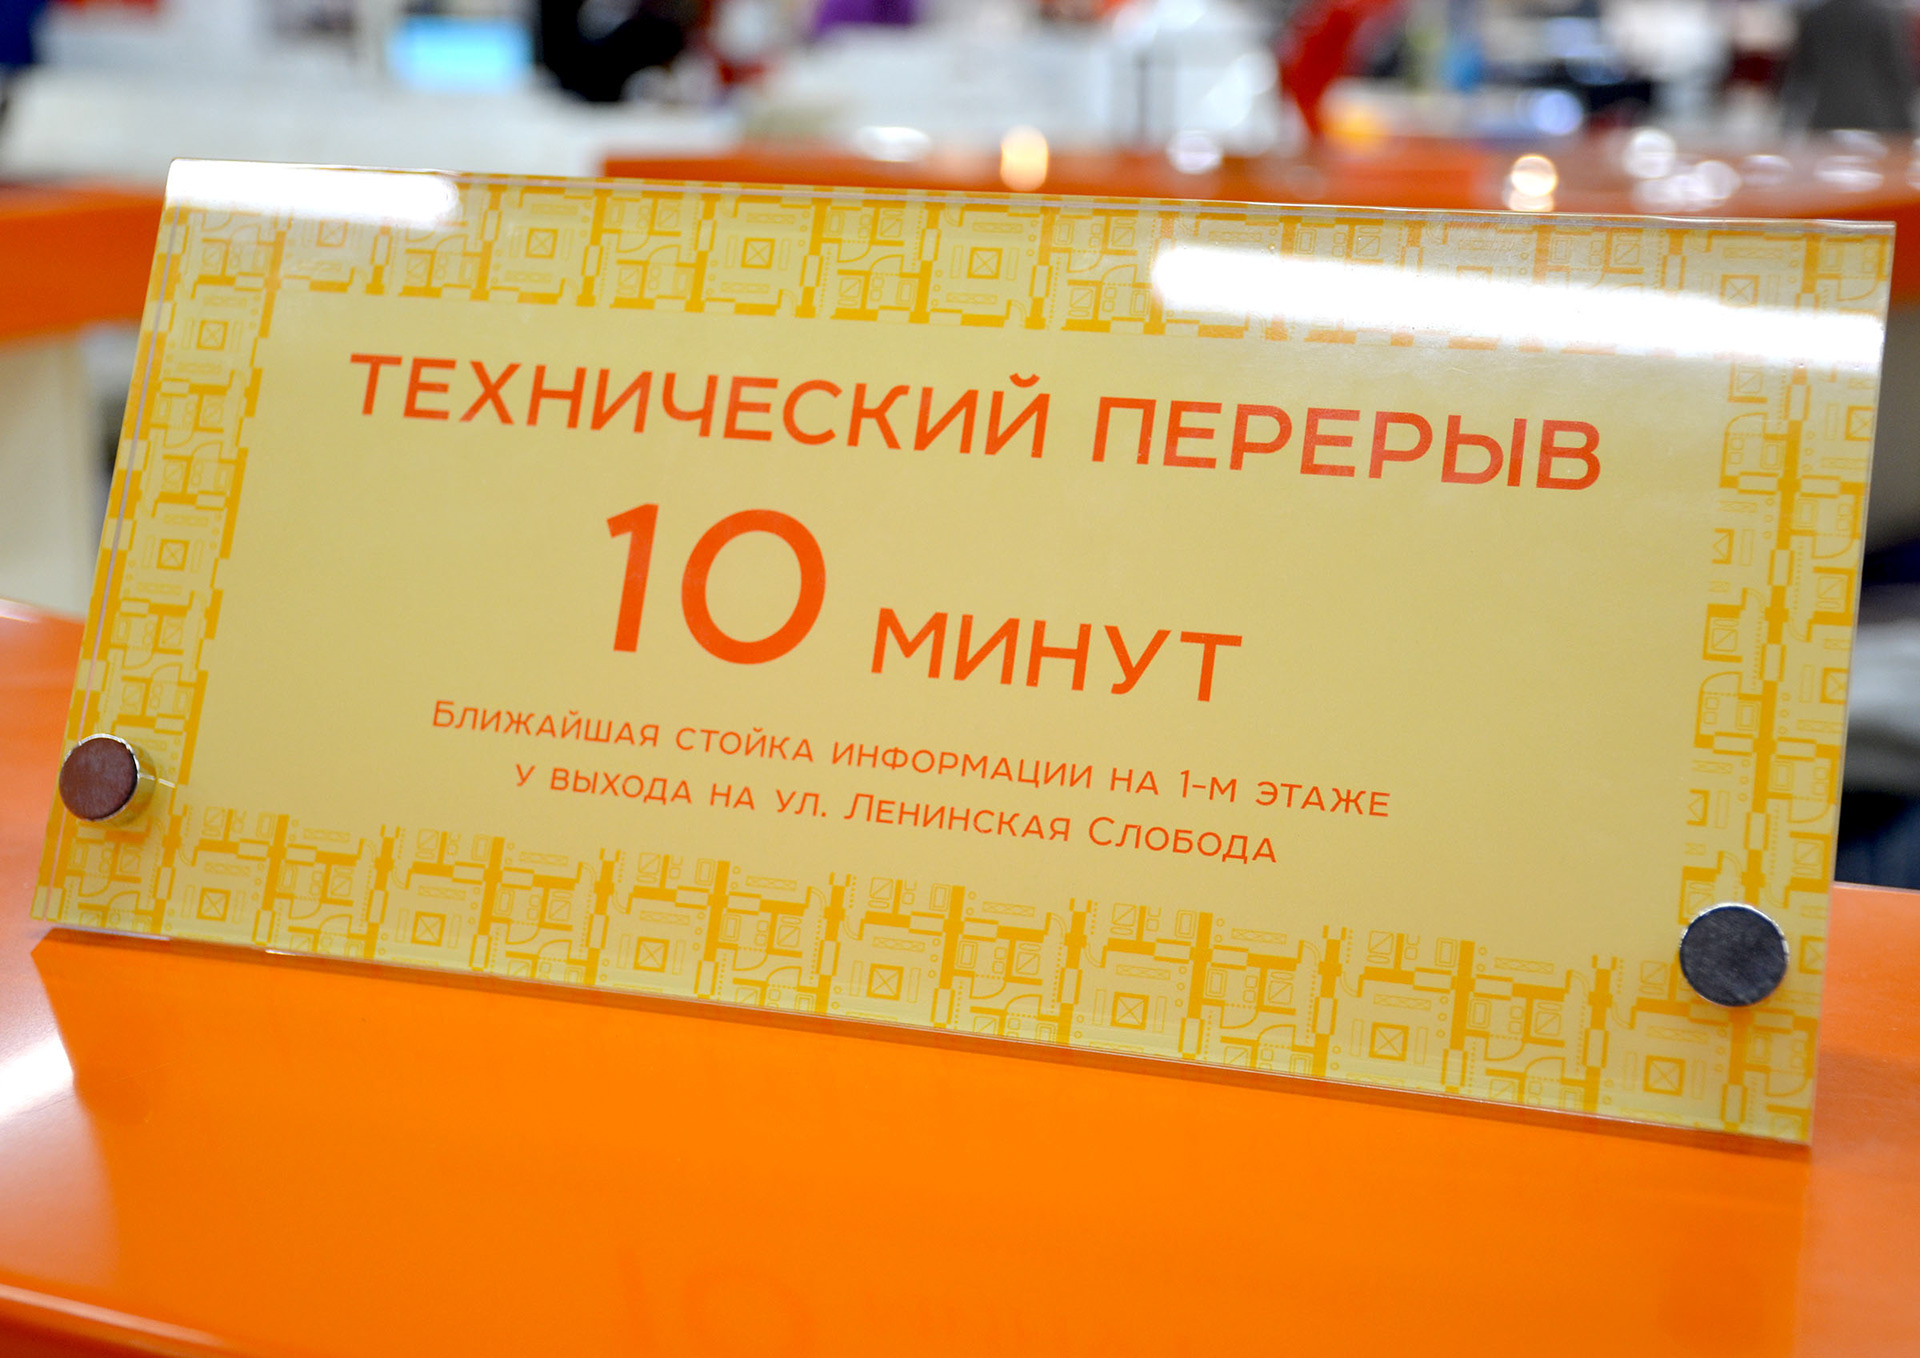 ТЕХНИЧЕСКИЙ ПЕРЕРЫВ
10 МИНУТ
Ближайшая стойка информации на 1-м этаже
у выхода на ул. Ленинская Слобода